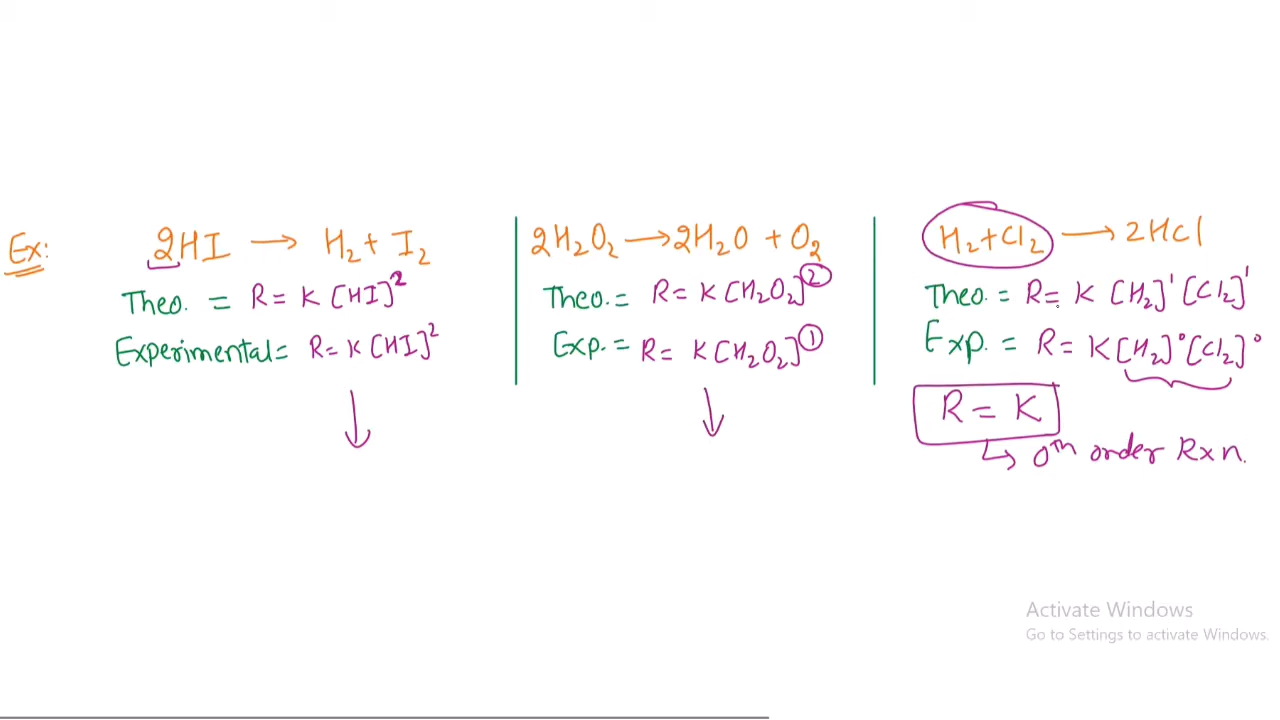 Ex:
2HI → H₂ + I₂
Theo. = R = K [HI]²
Experimental = R = K [HI]²
2H₂O₂ → 2H₂O + O₂
Theo. = R = K [H₂O₂]②
Exp. = R = K [H₂O₂]①
H₂ + Cl₂ → 2HCl
Theo. = R = K [H₂]¹ [Cl₂]¹
Exp. = R = K [H₂]⁰ [Cl₂]⁰
R = K
↳ 0th order Rxn.
Activate Windows
Go to Settings to activate Windows.